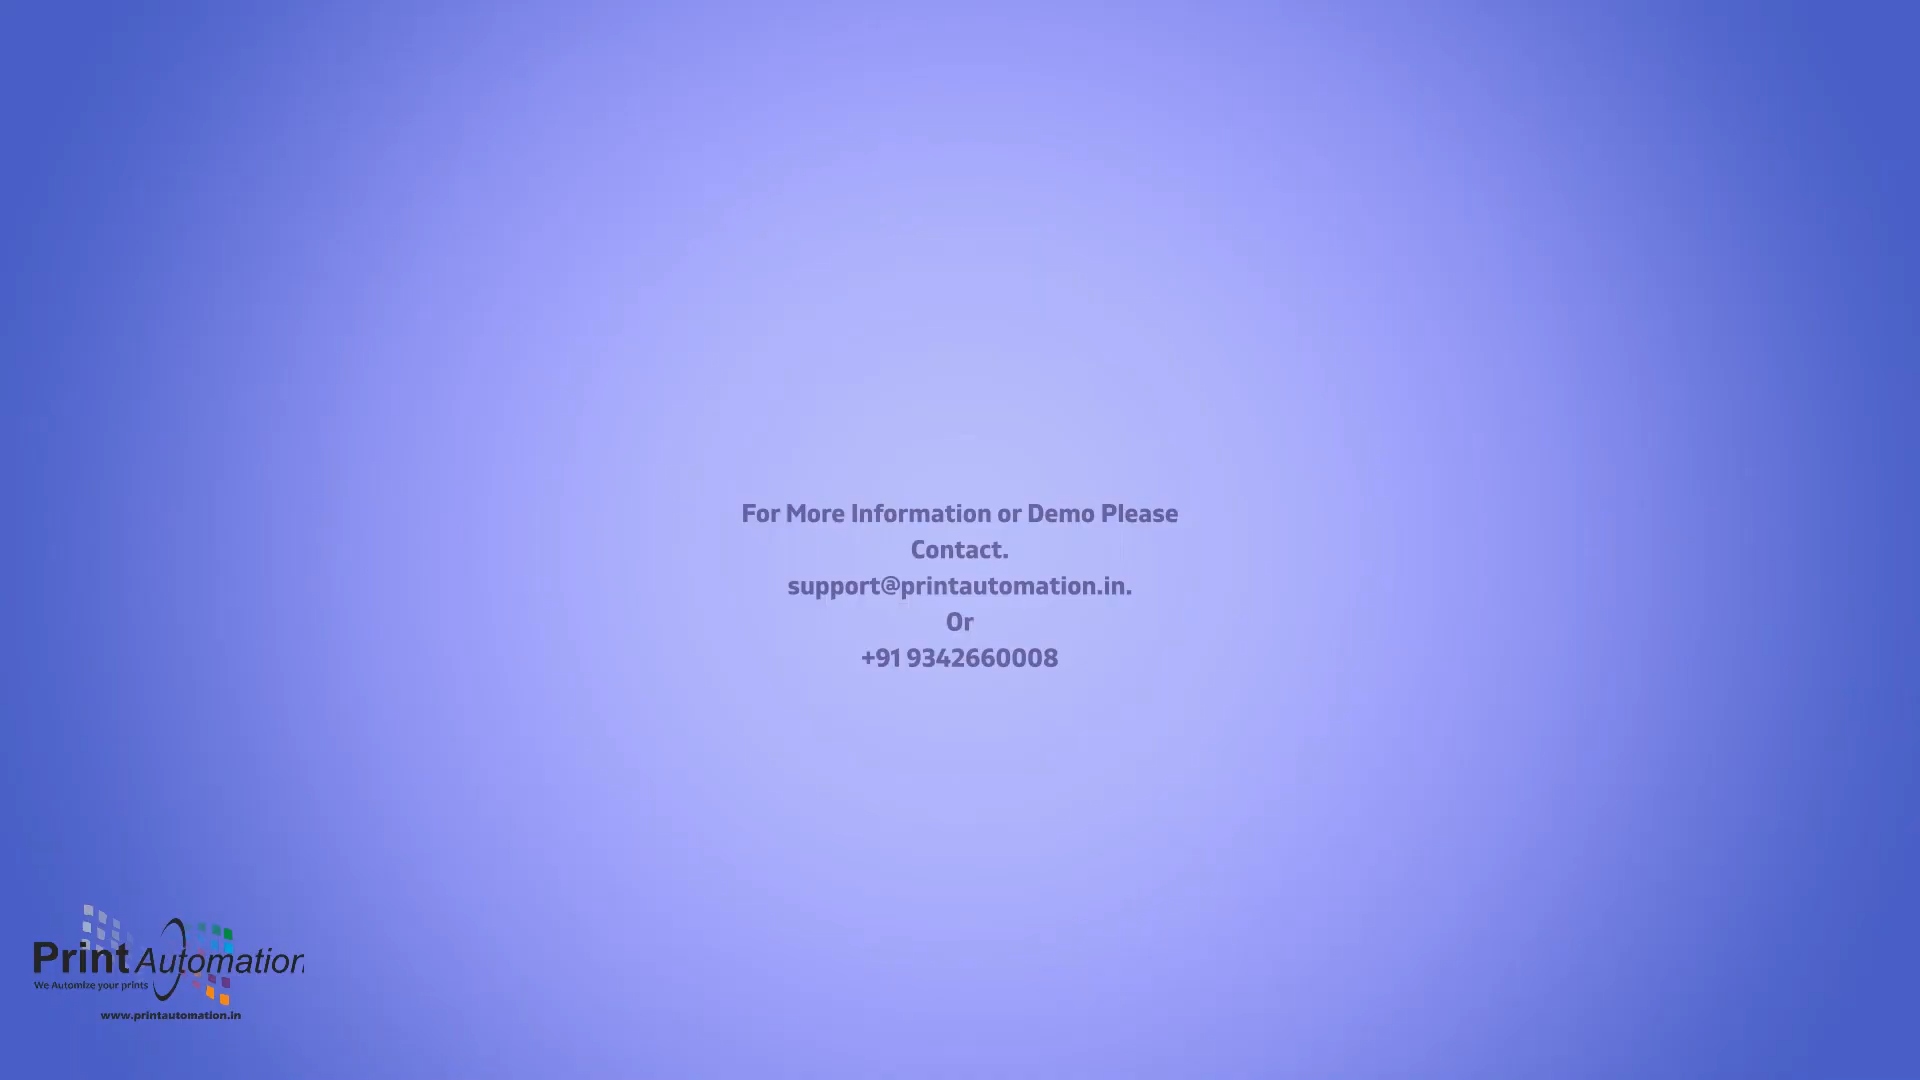 For More Information or Demo Please
Contact.
support@printautomation.in.
Or
+91 9342660008
Print Automation
We Automize your prints
www.printautomation.in